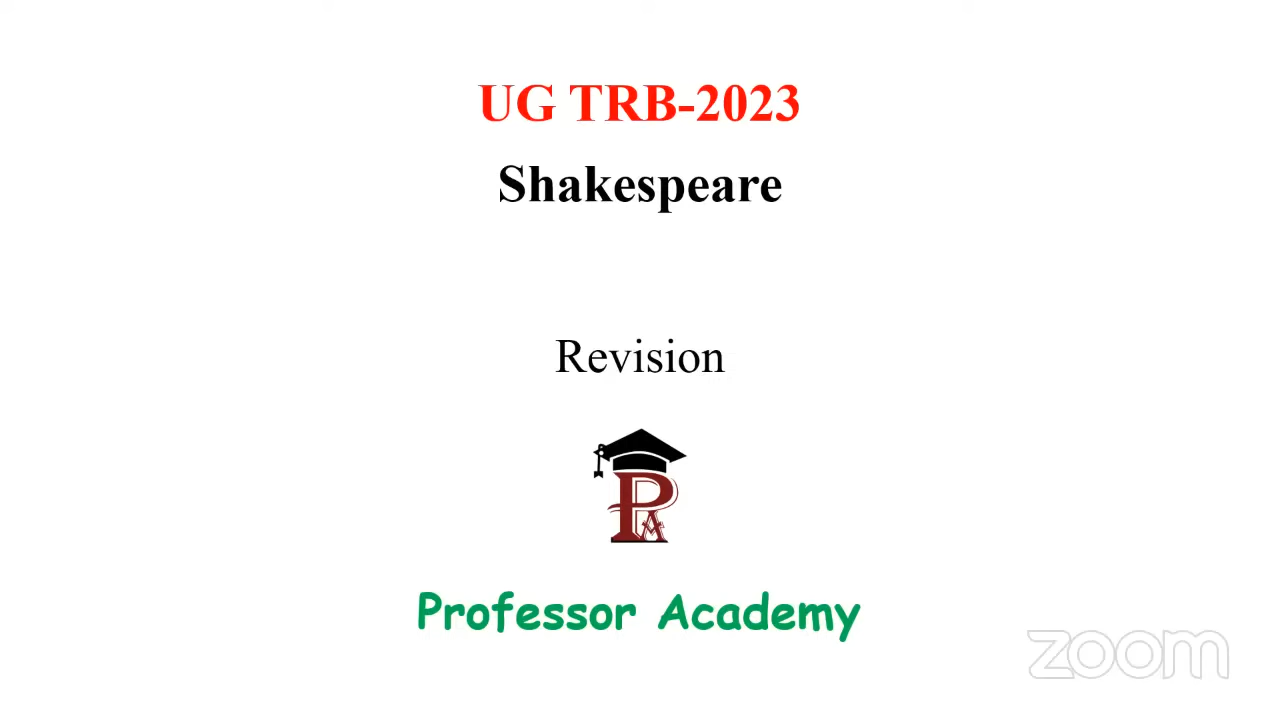 UG TRB-2023
Shakespeare
Revision
PA
Professor Academy
zoom